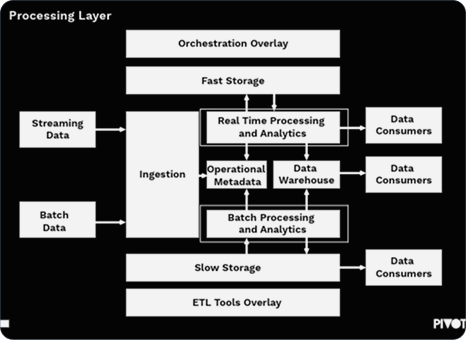 Processing Layer
Orchestration Overlay
Fast Storage
Streaming
Data
Real Time Processing
and Analytics
Data
Consumers
Ingestion
Operational
Metadata
Data
Warehouse
Data
Consumers
Batch
Data
Batch Processing
and Analytics
Slow Storage
Data
Consumers
ETL Tools Overlay
PIVOT